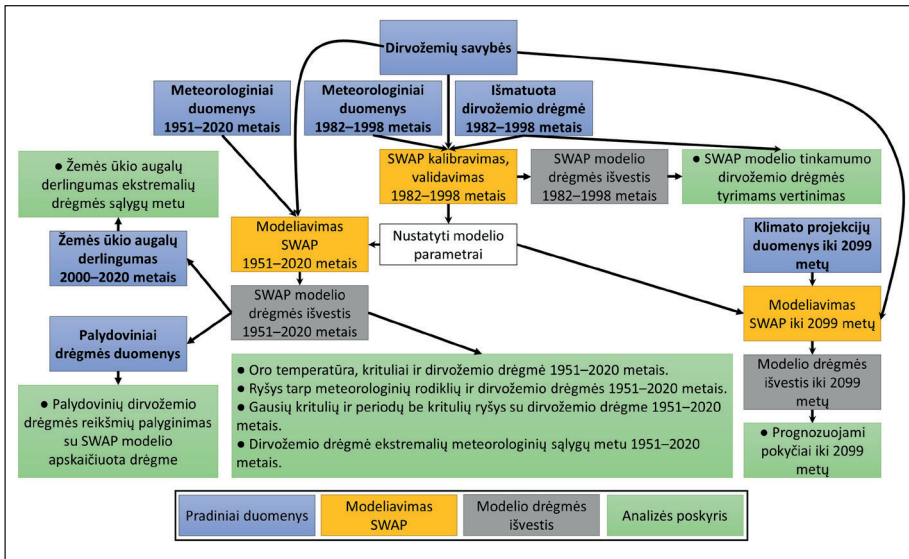 Dirvožemių savybės
Meteorologiniai duomenys
1951–2020 metais
Meteorologiniai duomenys
1982–1998 metais
Išmatuota
dirvožemio drėgmė
1982–1998 metais
● Žemės ūkio augalų
derlingumas ekstremalių
drėgmės sąlygų metu
SWAP kalibravimas,
validavimas
1982–1998 metais
SWAP modelio
drėgmės išvestis
1982–1998 metais
● SWAP modelio tinkamumo
dirvožemio drėgmės
tyrimams vertinimas
Žemės ūkio augalų
derlingumas
2000–2020 metais
Modeliavimas
SWAP
1951–2020 metais
Nustatyti modelio
parametrai
Klimato projekcijų
duomenys iki 2099
metų
SWAP modelio
drėgmės išvestis
1951–2020 metais
Modeliavimas
SWAP iki 2099 metų
Palydoviniai
drėgmės duomenys
Modelio drėgmės
išvestis iki 2099
metų
● Palydovinių dirvožemio
drėgmės reikšmių palyginimas
su SWAP modelio
apskaičiuota drėgme
● Oro temperatūra, krituliai ir dirvožemio drėgmė 1951–2020 metais.
● Ryšys tarp meteorologinių rodiklių ir dirvožemio drėgmės 1951–2020 metais.
● Gausių kritulių ir periodų be kritulių ryšys su dirvožemio drėgme 1951–2020
metais.
● Dirvožemio drėgmė ekstremalių meteorologinių sąlygų metu 1951–2020
metais.
● Prognozuojami
pokyčiai iki 2099
metų
Pradiniai duomenys
Modeliavimas
SWAP
Modelio drėgmės
išvestis
Analizės poskyris